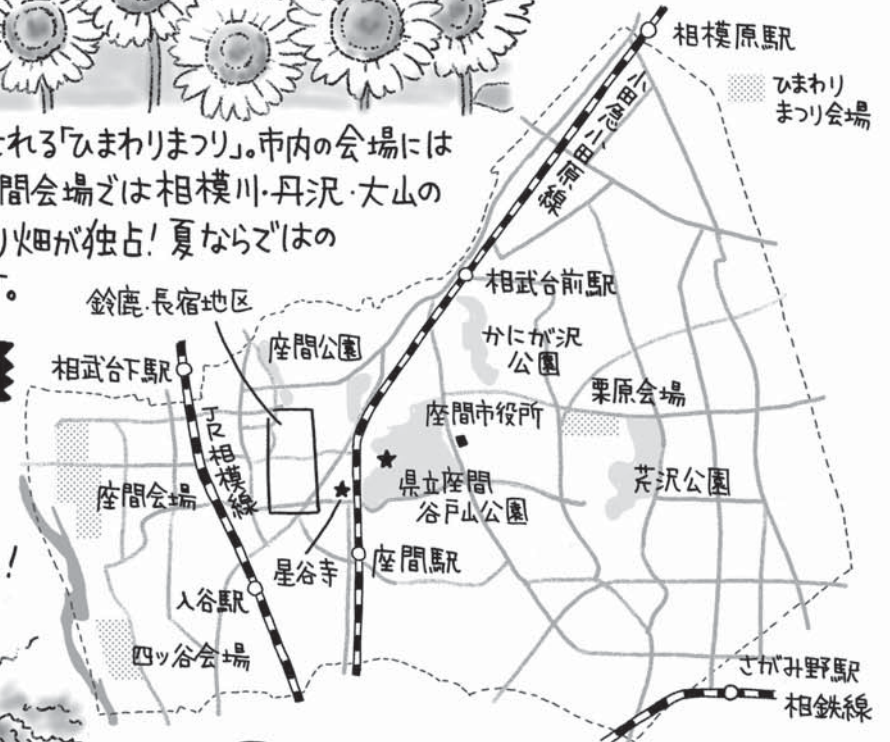 れる「ひまわりまつり」。市内の会場には
間会場では相模川・丹沢・大山の
り畑が独占！夏ならではの
。
相模原駅
ひまわり
まつり会場
小田急小田原線
相武台前駅
鈴鹿・長宿地区
座間公園
かにが沢
公園
相武台下駅
栗原会場
座間市役所
JR相模線
座間会場
県立座間
谷戸山公園
芹沢公園
星谷寺
座間駅
入谷駅
四ッ谷会場
さがみ野駅
相鉄線
！